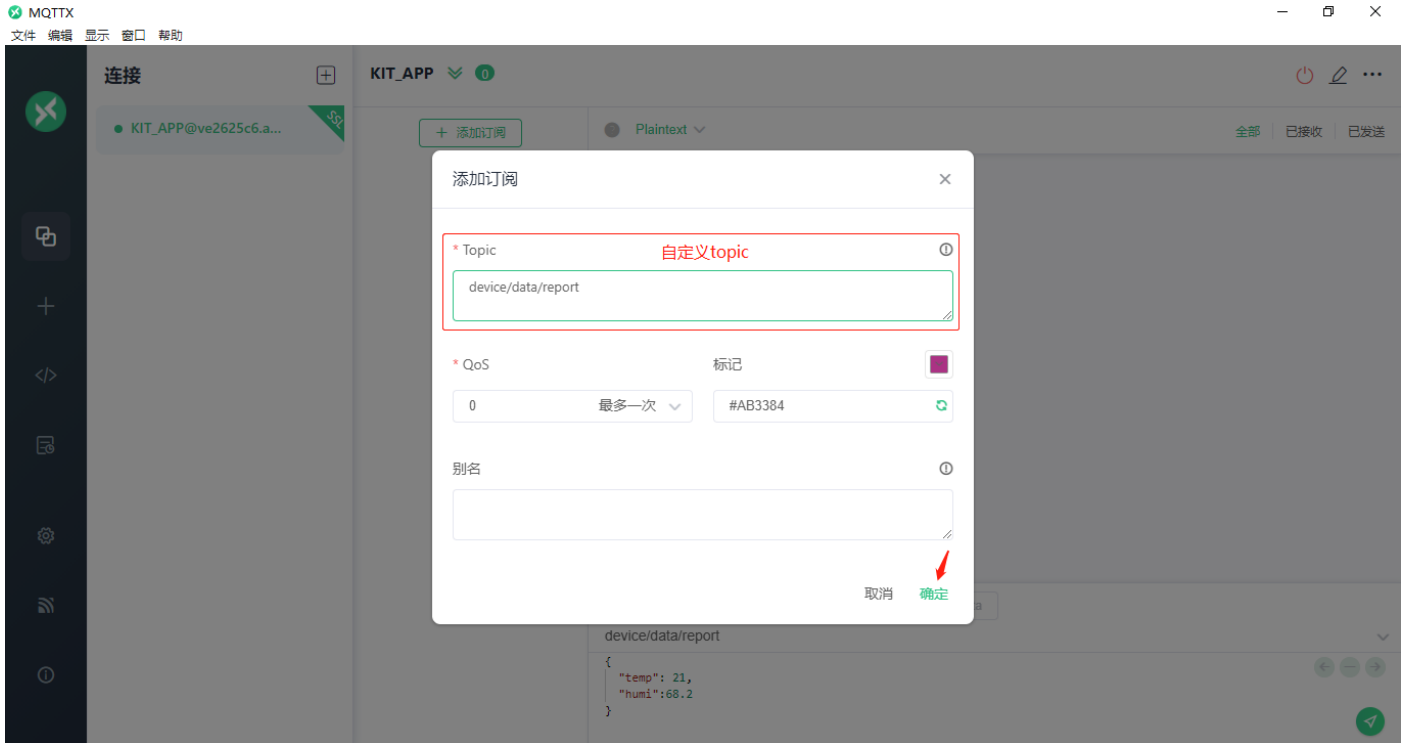 MQTTX
文件 编辑 显示 窗口 帮助
连接
KIT_APP 0
KIT_APP@ve2625c6.a...
SSL
+ 添加订阅
Plaintext
全部 已接收 已发送
添加订阅
* Topic
自定义topic
device/data/report
* QoS
标记
0 最多一次
#AB3384
别名
取消 确定
a
device/data/report
{
"temp": 21,
"humi":68.2
}